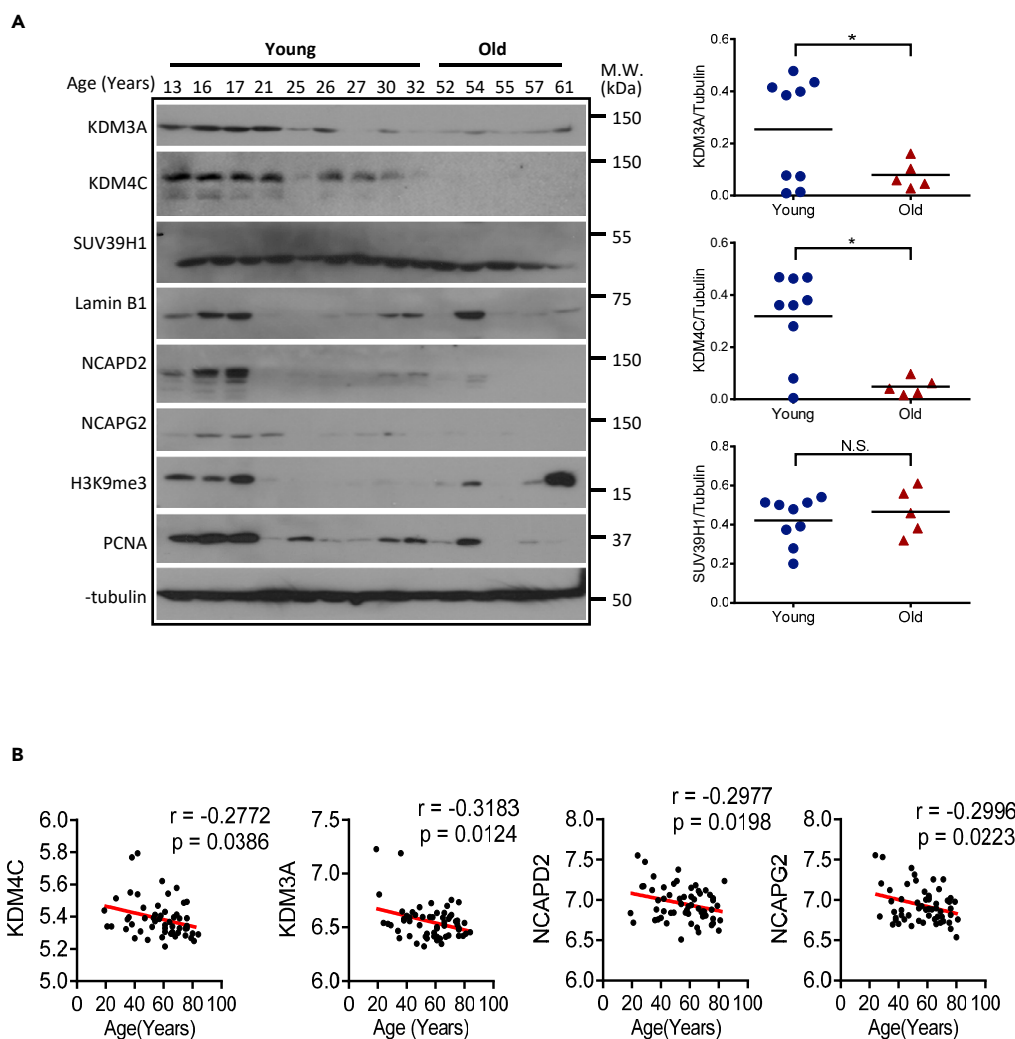 A
Young Old
Age (Years) 13 16 17 21 25 26 27 30 32 52 54 55 57 61 M.W. (kDa)
KDM3A 150
KDM4C 150
SUV39H1 55
Lamin B1 75
NCAPD2 150
NCAPG2 150
H3K9me3 15
PCNA 37
-tubulin 50
KDM3A/Tubulin
0.6
0.4
0.2
0.0
*
Young Old
KDM4C/Tubulin
0.6
0.4
0.2
0.0
*
Young Old
SUV39H1/Tubulin
0.8
0.6
0.4
0.2
0.0
N.S.
Young Old
B
KDM4C
r = -0.2772
p = 0.0386
6.0
5.8
5.6
5.4
5.2
5.0
0 20 40 60 80 100
Age(Years)
KDM3A
r = -0.3183
p = 0.0124
7.5
7.0
6.5
6.0
0 20 40 60 80 100
Age (Years)
NCAPD2
r = -0.2977
p = 0.0198
8.0
7.5
7.0
6.5
6.0
0 20 40 60 80 100
Age(Years)
NCAPG2
r = -0.2996
p = 0.0223
8.0
7.5
7.0
6.5
6.0
0 20 40 60 80 100
Age(Years)